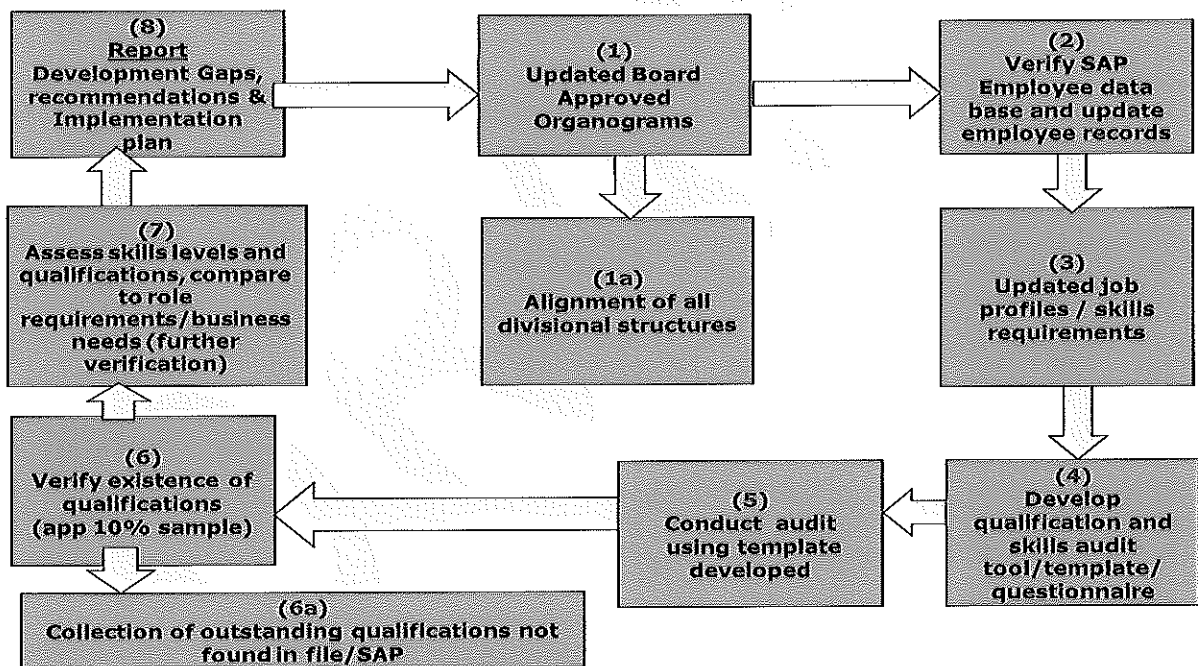 (8)
Report
Development Gaps,
recommendations &
Implementation
plan
(1)
Updated Board
Approved
Organograms
(2)
Verify SAP
Employee data
base and update
employee records
(7)
Assess skills levels and
qualifications, compare
to role
requirements/business
needs (further
verification)
(1a)
Alignment of all
divisional structures
(3)
Updated job
profiles / skills
requirements
(6)
Verify existence of
qualifications
(app 10% sample)
(5)
Conduct audit
using template
developed
(4)
Develop
qualification and
skills audit
tool/template/
questionnaire
(6a)
Collection of outstanding qualifications not
found in file/SAP